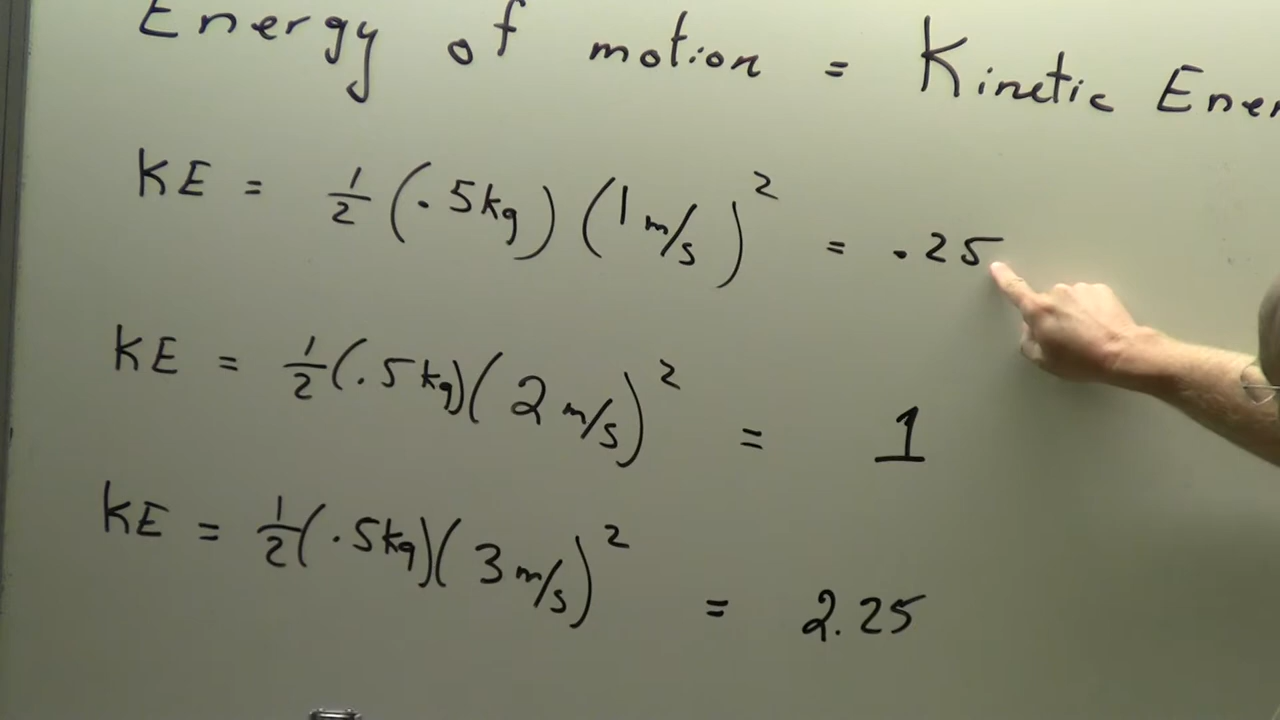 Energy of motion = Kinetic Ener
KE = 1/2 (.5kg) (1 m/s)² = .25
KE = 1/2 (.5kg) (2 m/s)² = 1
KE = 1/2 (.5kg) (3 m/s)² = 2.25